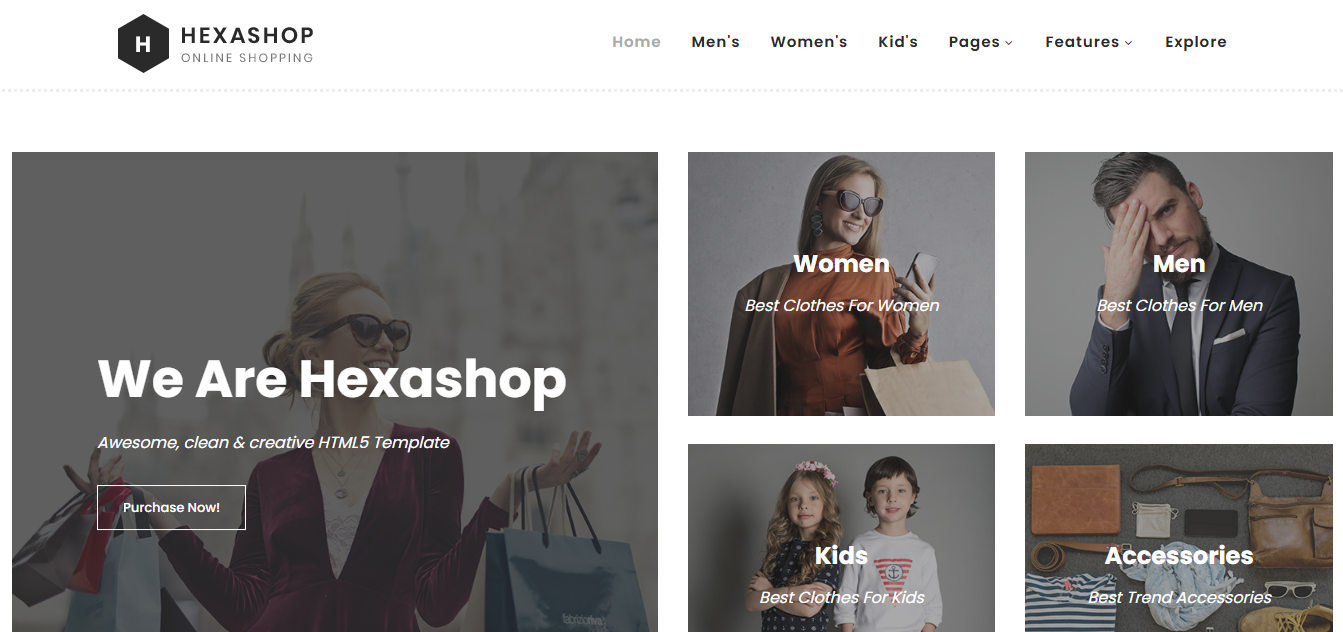 H
HEXASHOP
ONLINE SHOPPING
Home Men's Women's Kid's Pages Features Explore
We Are Hexashop
Awesome, clean & creative HTML5 Template
Purchase Now!
Women
Best Clothes For Women
Men
Best Clothes For Men
Kids
Best Clothes For Kids
Accessories
Best Trend Accessories